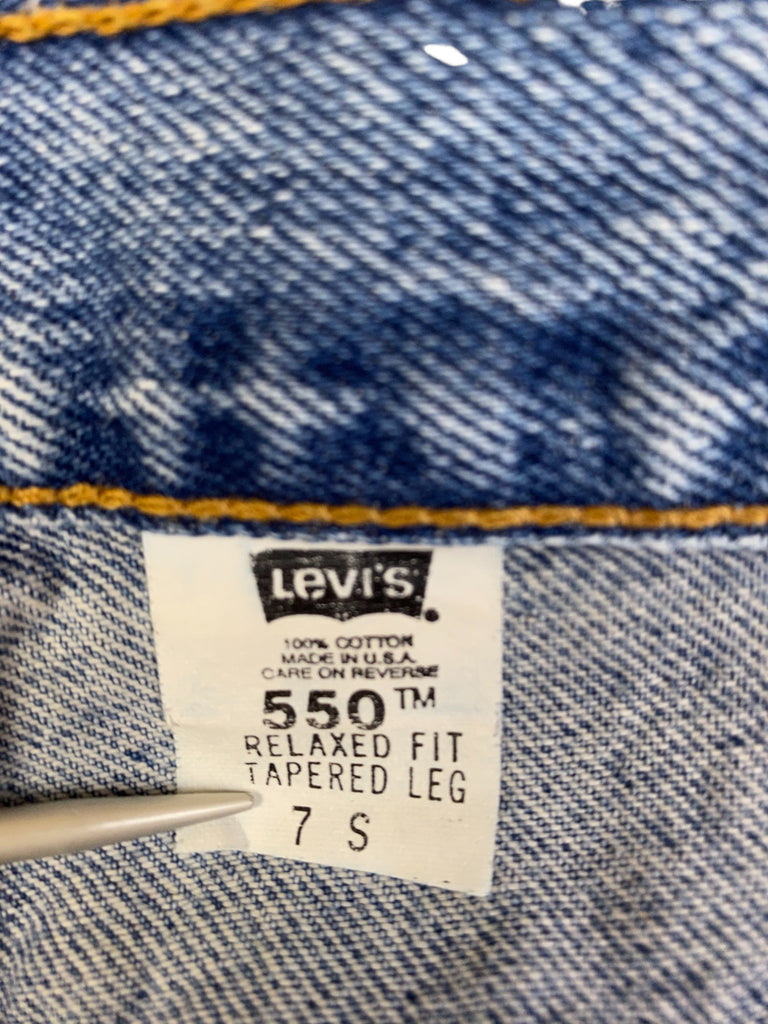 Levi's.
100% COTTON
MADE IN U.S.A
CARE ON REVERSE
550™
RELAXED FIT
TAPERED LEG
7 S